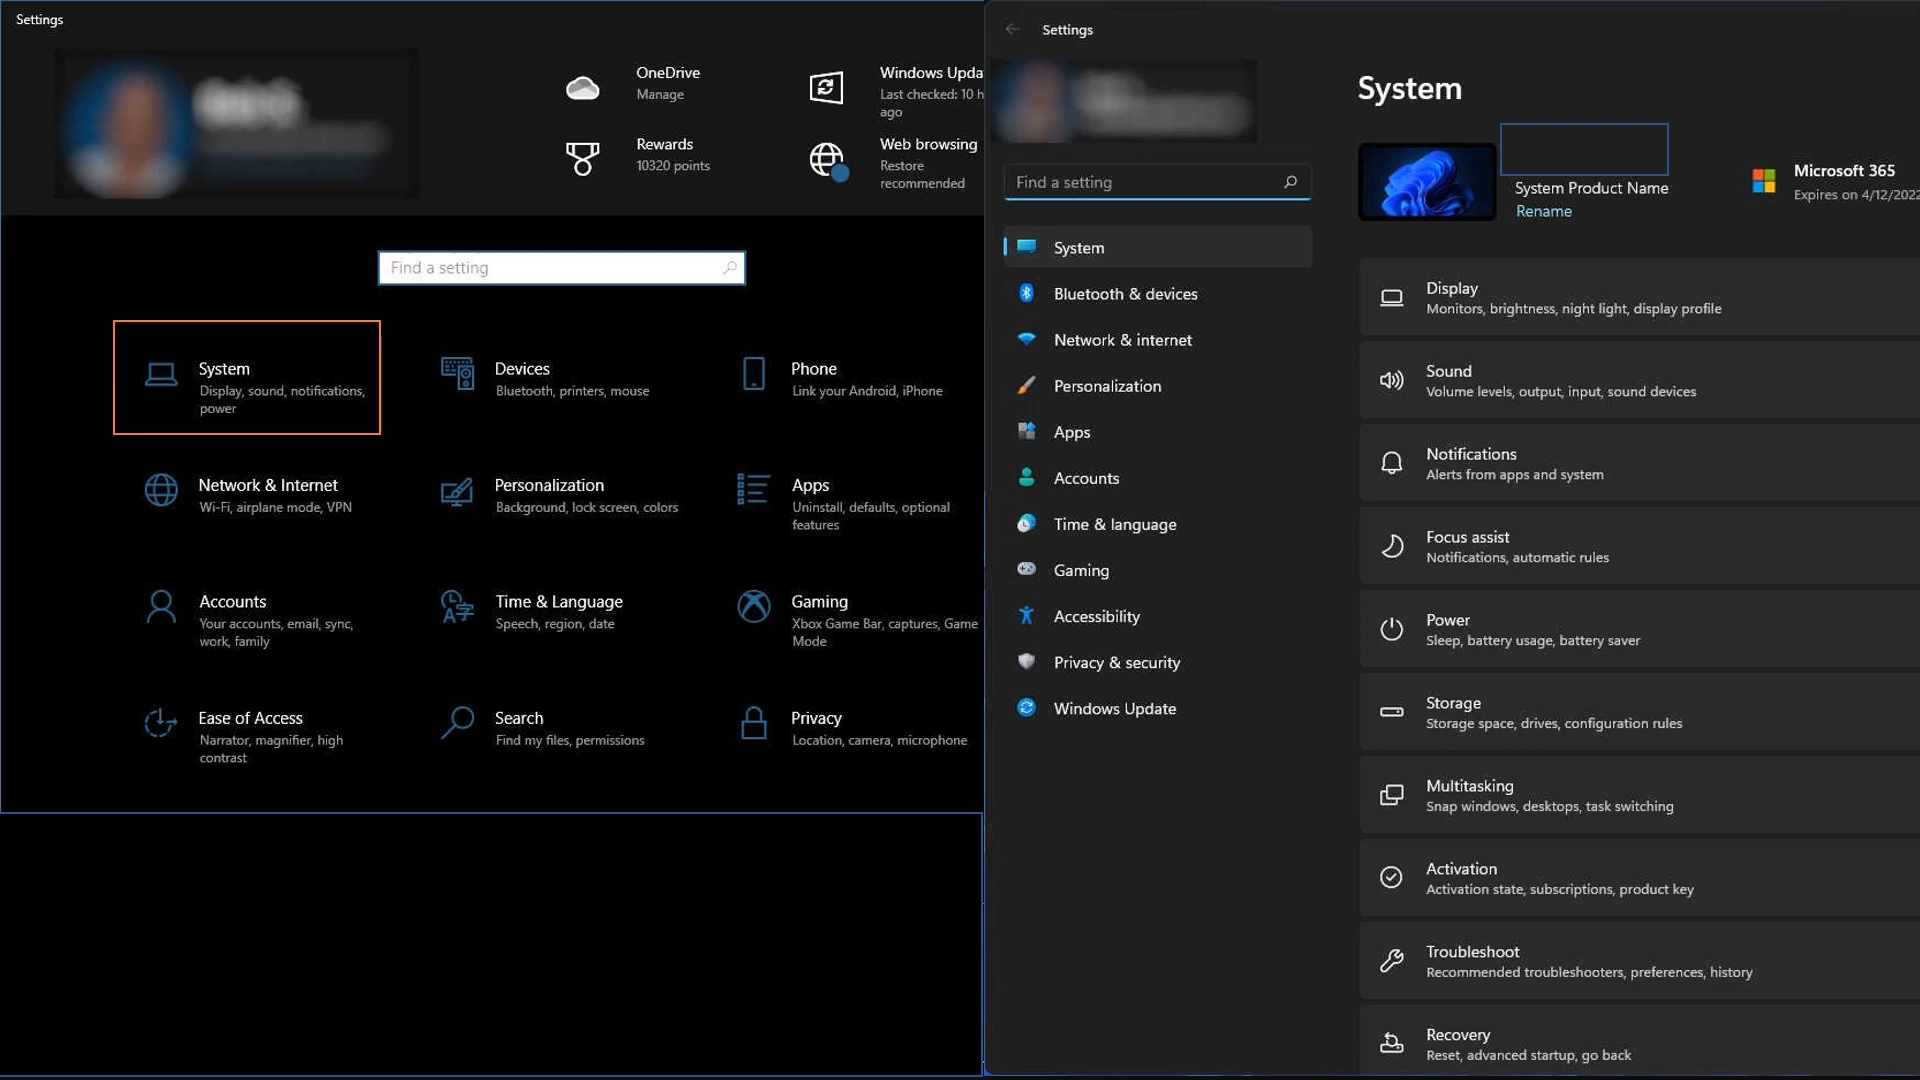 Settings
OneDrive
Manage
Windows Upda
Last checked: 10 h
ago
Rewards
10320 points
Web browsing
Restore
recommended
Find a setting
System
Display, sound, notifications,
power
Devices
Bluetooth, printers, mouse
Phone
Link your Android, iPhone
Network & Internet
Wi-Fi, airplane mode, VPN
Personalization
Background, lock screen, colors
Apps
Uninstall, defaults, optional
features
Accounts
Your accounts, email, sync,
work, family
Time & Language
Speech, region, date
Gaming
Xbox Game Bar, captures, Game
Mode
Ease of Access
Narrator, magnifier, high
contrast
Search
Find my files, permissions
Privacy
Location, camera, microphone
Settings
Find a setting
System
Bluetooth & devices
Network & internet
Personalization
Apps
Accounts
Time & language
Gaming
Accessibility
Privacy & security
Windows Update
System
System Product Name
Rename
Microsoft 365
Expires on 4/12/2022
Display
Monitors, brightness, night light, display profile
Sound
Volume levels, output, input, sound devices
Notifications
Alerts from apps and system
Focus assist
Notifications, automatic rules
Power
Sleep, battery usage, battery saver
Storage
Storage space, drives, configuration rules
Multitasking
Snap windows, desktops, task switching
Activation
Activation state, subscriptions, product key
Troubleshoot
Recommended troubleshooters, preferences, history
Recovery
Reset, advanced startup, go back